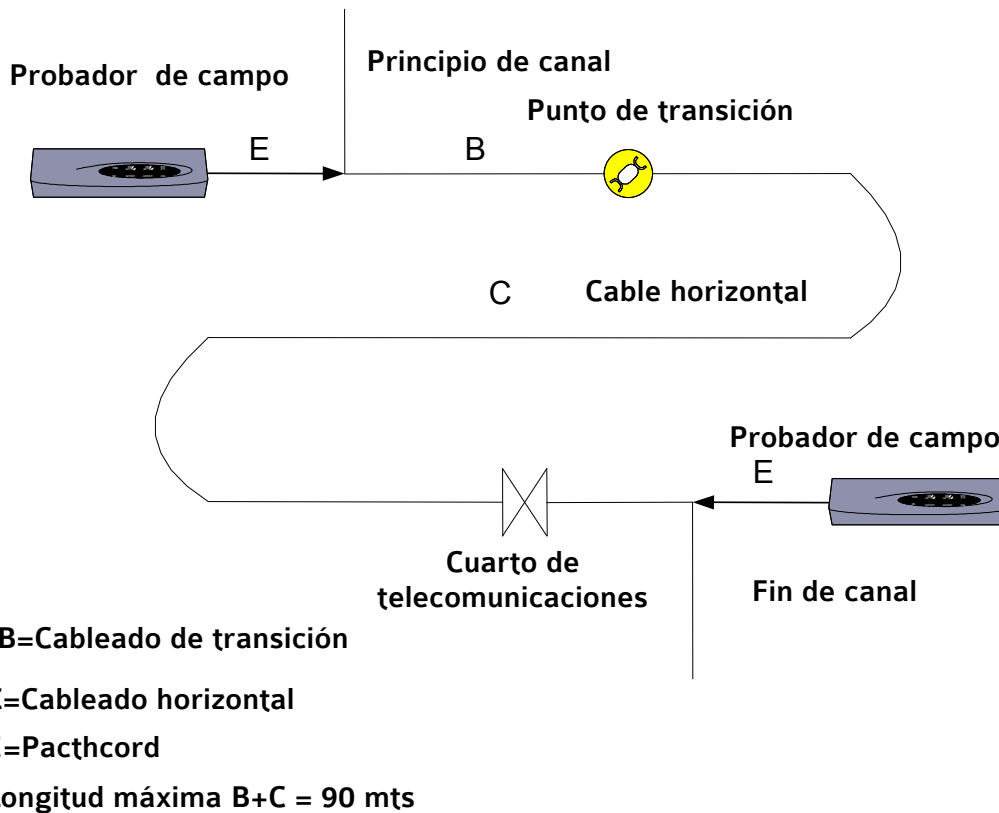 Principio de canal
Probador de campo
Punto de transición
E
B
C
Cable horizontal
Probador de campo
E
Cuarto de
telecomunicaciones
Fin de canal
B=Cableado de transición
=Cableado horizontal
=Pacthcord
ongitud máxima B+C = 90 mts